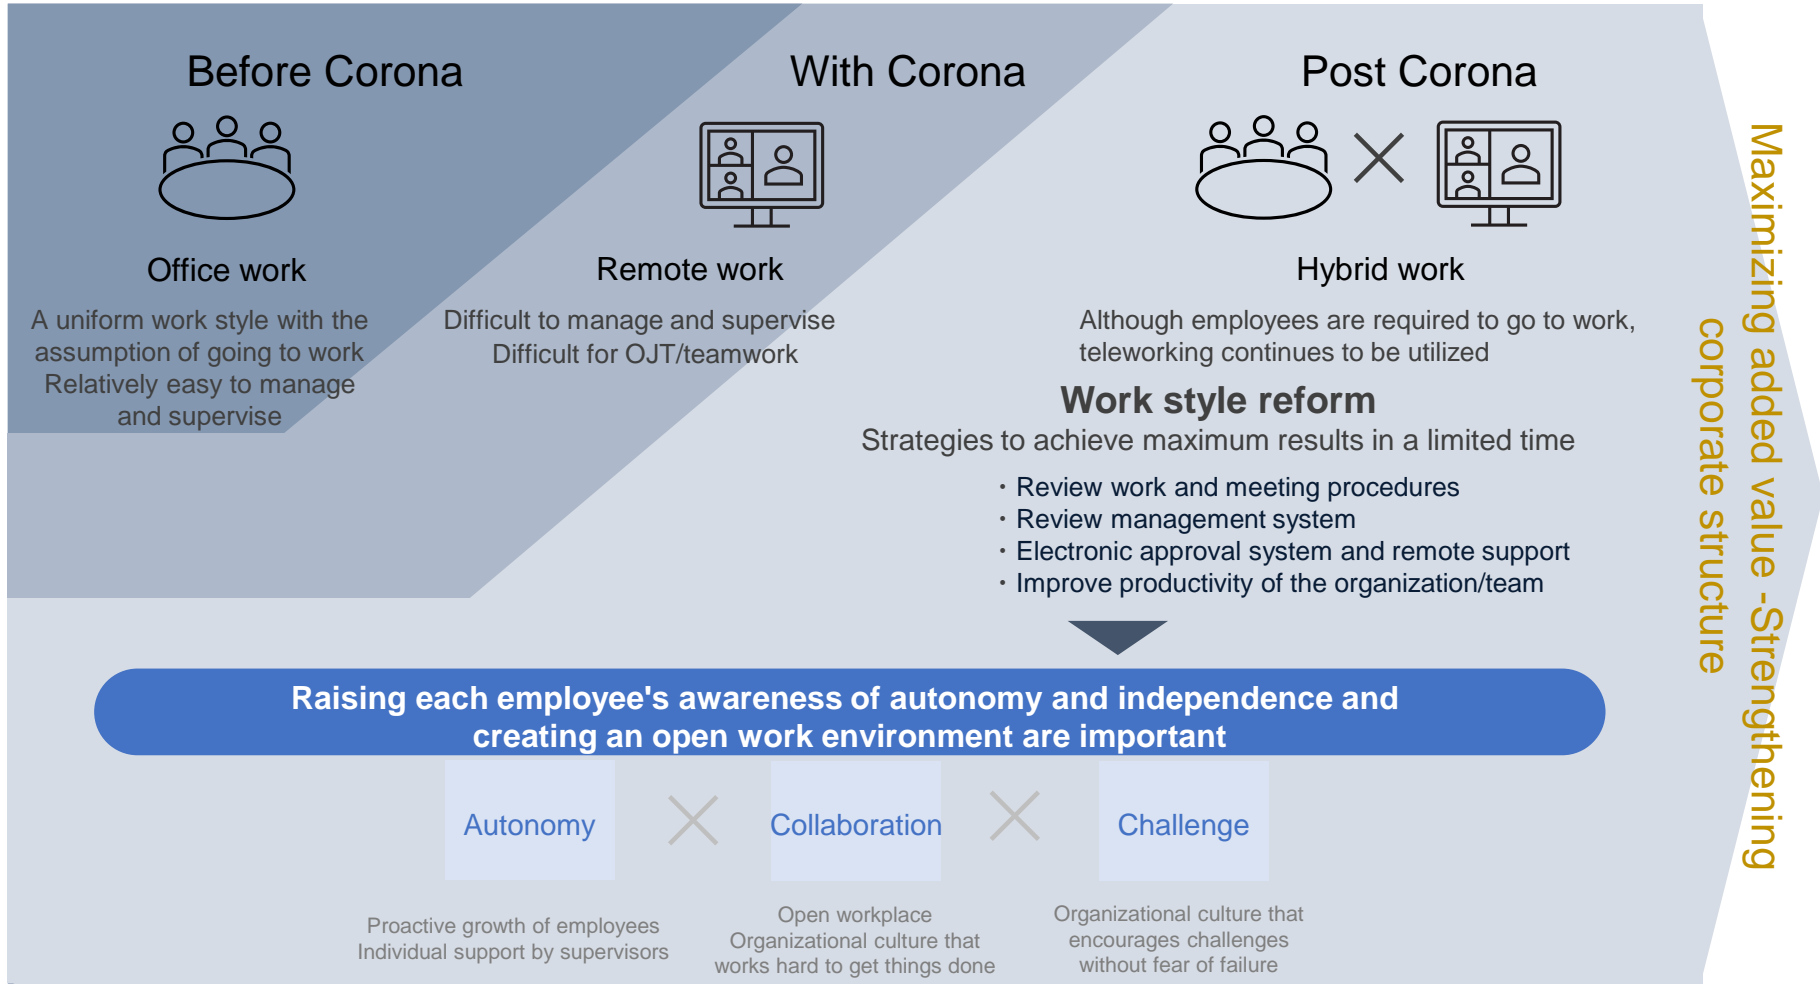 Before Corona
Office work
A uniform work style with the
assumption of going to work
Relatively easy to manage
and supervise
With Corona
Remote work
Difficult to manage and supervise
Difficult for OJT/teamwork
Post Corona
Hybrid work
Although employees are required to go to work,
teleworking continues to be utilized
Work style reform
Strategies to achieve maximum results in a limited time
・Review work and meeting procedures
・Review management system
・Electronic approval system and remote support
・Improve productivity of the organization/team
Raising each employee's awareness of autonomy and independence and
creating an open work environment are important
Autonomy
Proactive growth of employees
Individual support by supervisors
Collaboration
Open workplace
Organizational culture that
works hard to get things done
Challenge
Organizational culture that
encourages challenges
without fear of failure
Maximizing added value -Strengthening
corporate structure